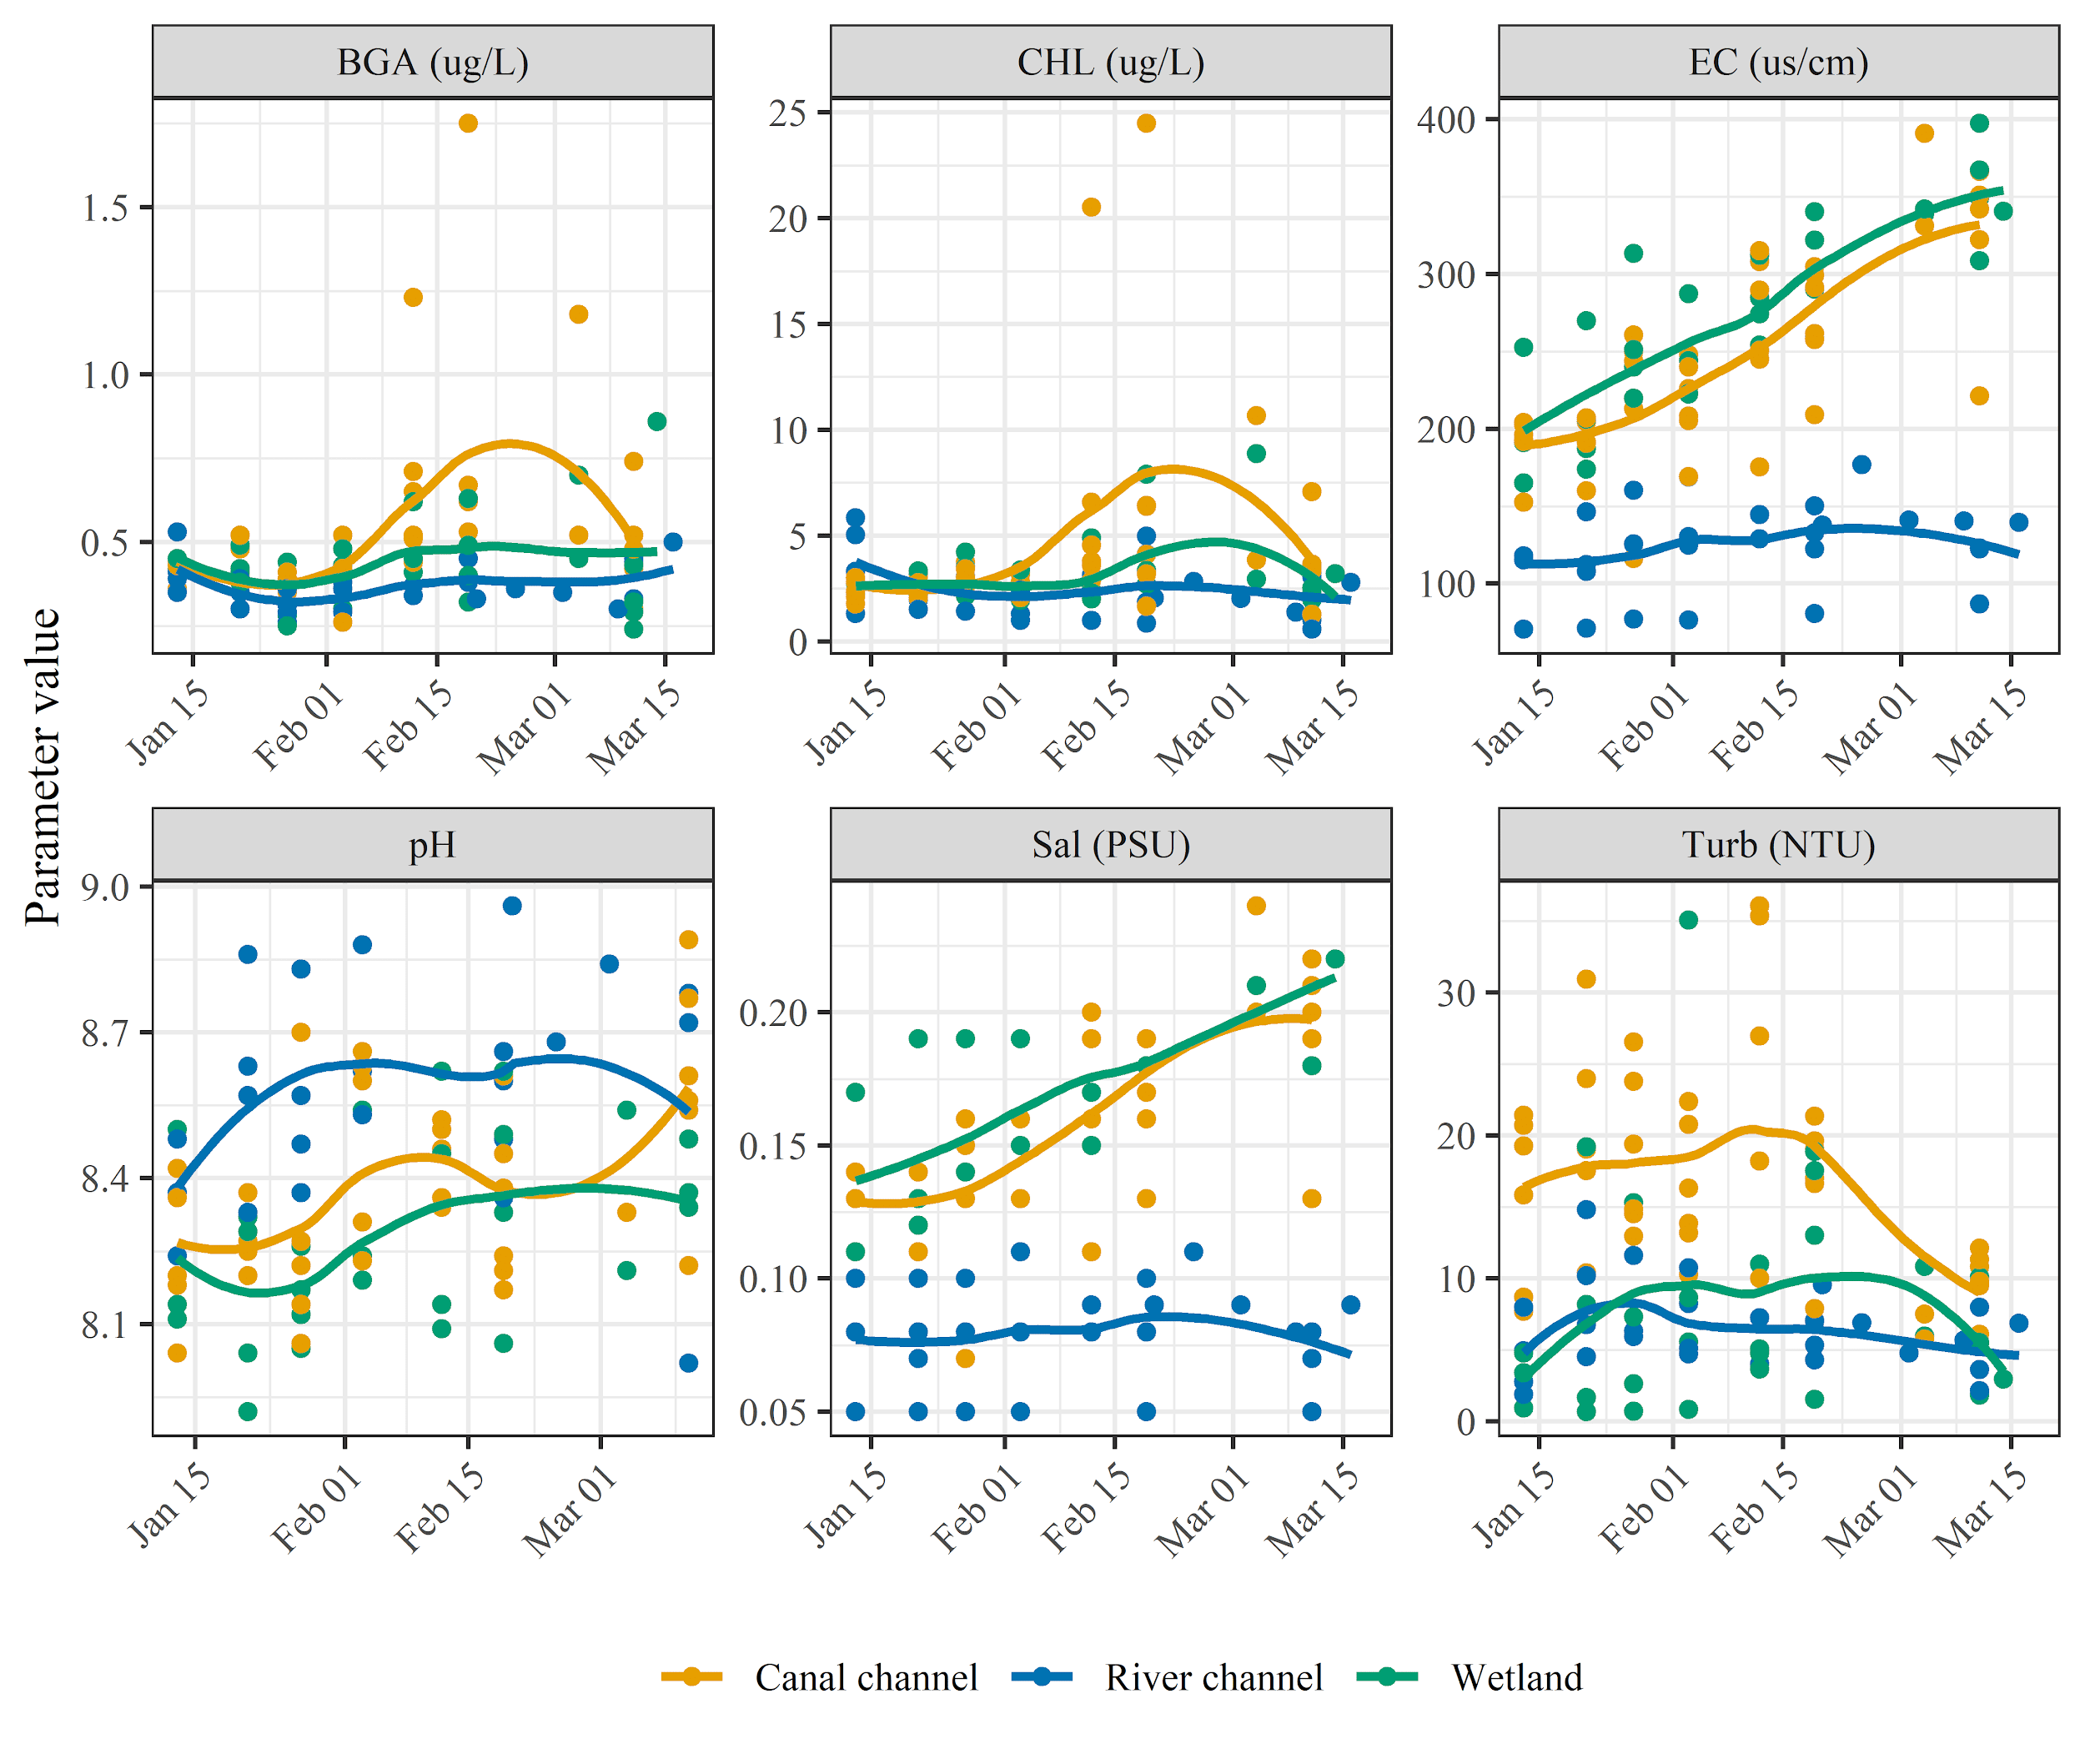 BGA (ug/L)
CHL (ug/L)
EC (us/cm)
1.5
1.0
0.5
25
20
15
10
5
0
400
300
200
100
Jan 15
Feb 01
Feb 15
Mar 01
Mar 15
Jan 15
Feb 01
Feb 15
Mar 01
Mar 15
Jan 15
Feb 01
Feb 15
Mar 01
Mar 15
Parameter value
pH
Sal (PSU)
Turb (NTU)
9.0
8.7
8.4
8.1
0.20
0.15
0.10
0.05
30
20
10
0
Jan 15
Feb 01
Feb 15
Mar 01
Jan 15
Feb 01
Feb 15
Mar 01
Mar 15
Jan 15
Feb 01
Feb 15
Mar 01
Mar 15
Canal channel
River channel
Wetland